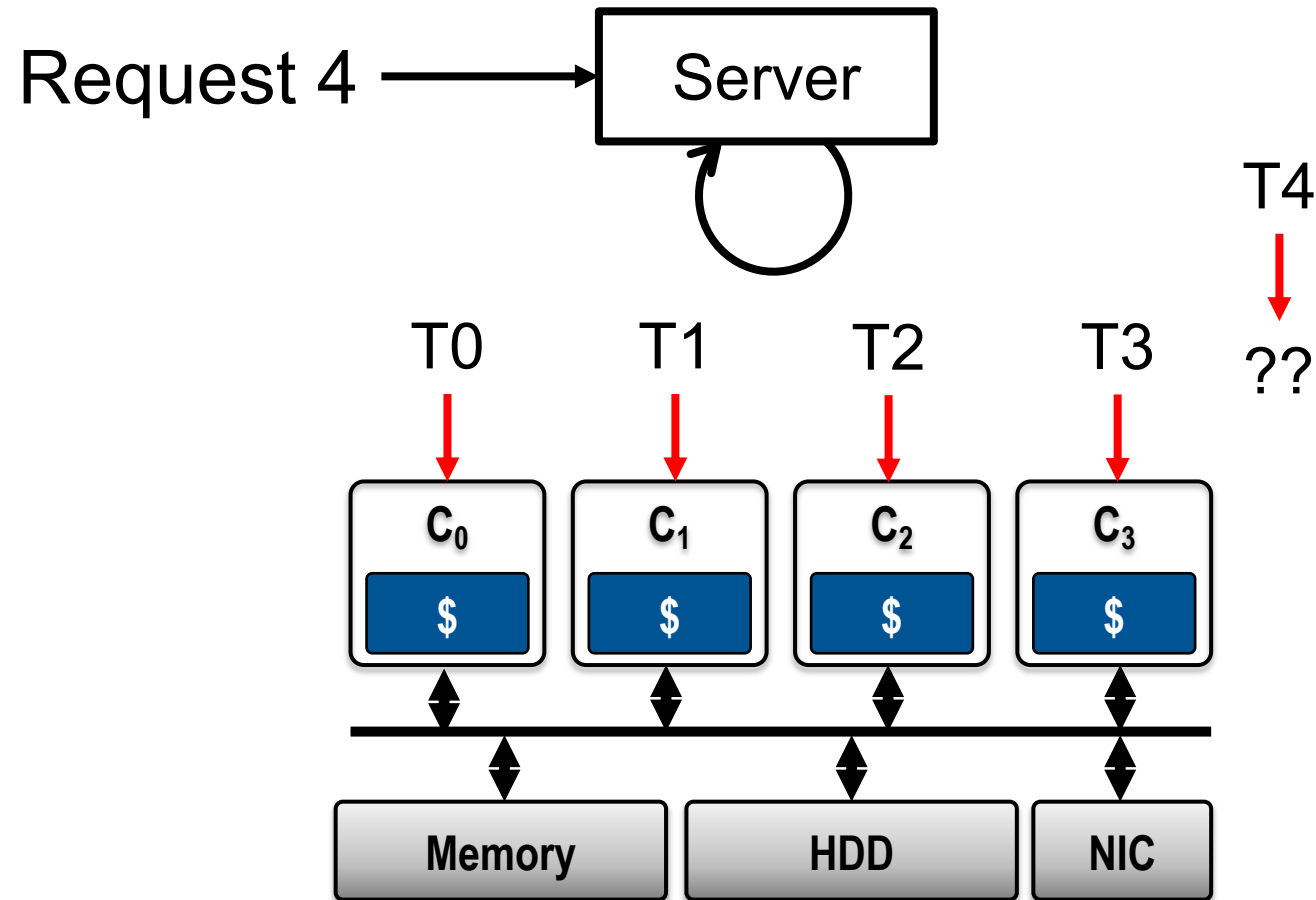 Request 4
Server
T4
??
T0
T1
T2
T3
C₀
C₁
C₂
C₃
$
$
$
$
Memory
HDD
NIC